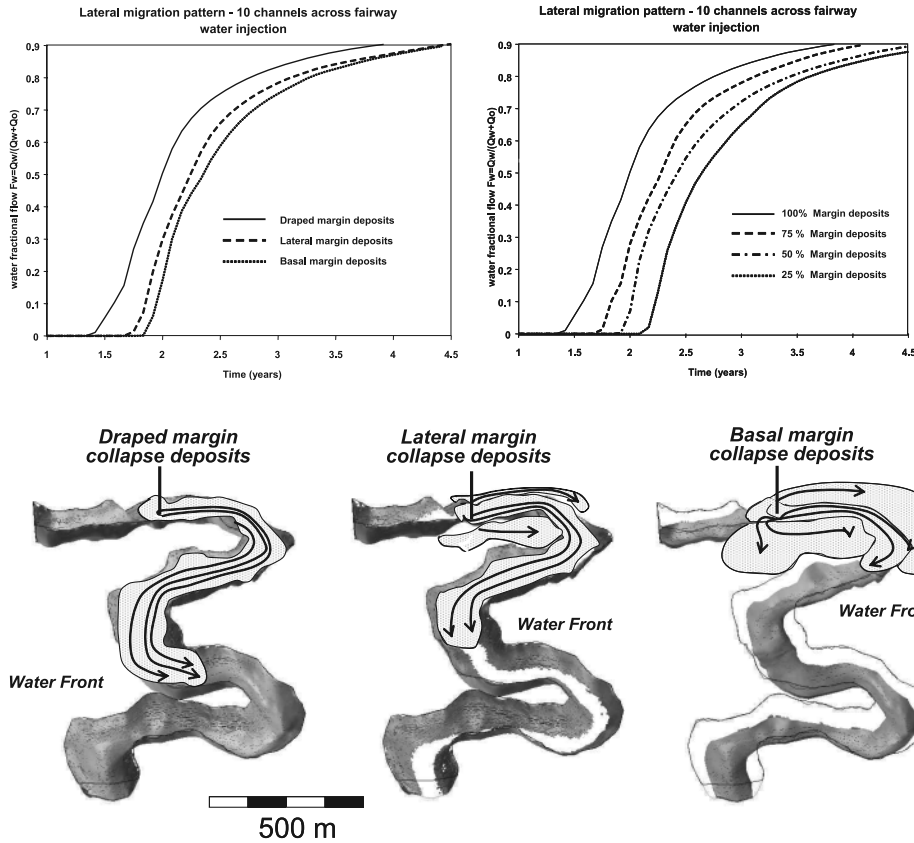 Lateral migration pattern - 10 channels across fairway
water injection
water fractional flow Fw=Qw/(Qw+Qo)
0.9
0.8
0.7
0.6
0.5
0.4
0.3
0.2
0.1
0
Draped margin deposits
Lateral margin deposits
Basal margin deposits
1
1.5
2
2.5
3
3.5
4
4.5
Time (years)
Lateral migration pattern - 10 channels across fairway
water injection
water fractional flow Fw=Qw/(Qw+Qo)
0.9
0.8
0.7
0.6
0.5
0.4
0.3
0.2
0.1
0
100% Margin deposits
75 % Margin deposits
50 % Margin deposits
25 % Margin deposits
1
1.5
2
2.5
3
3.5
4
4.5
Time (years)
Draped margin
collapse deposits
Water Front
Lateral margin
collapse deposits
Water Front
Basal margin
collapse deposits
Water Fro
500 m